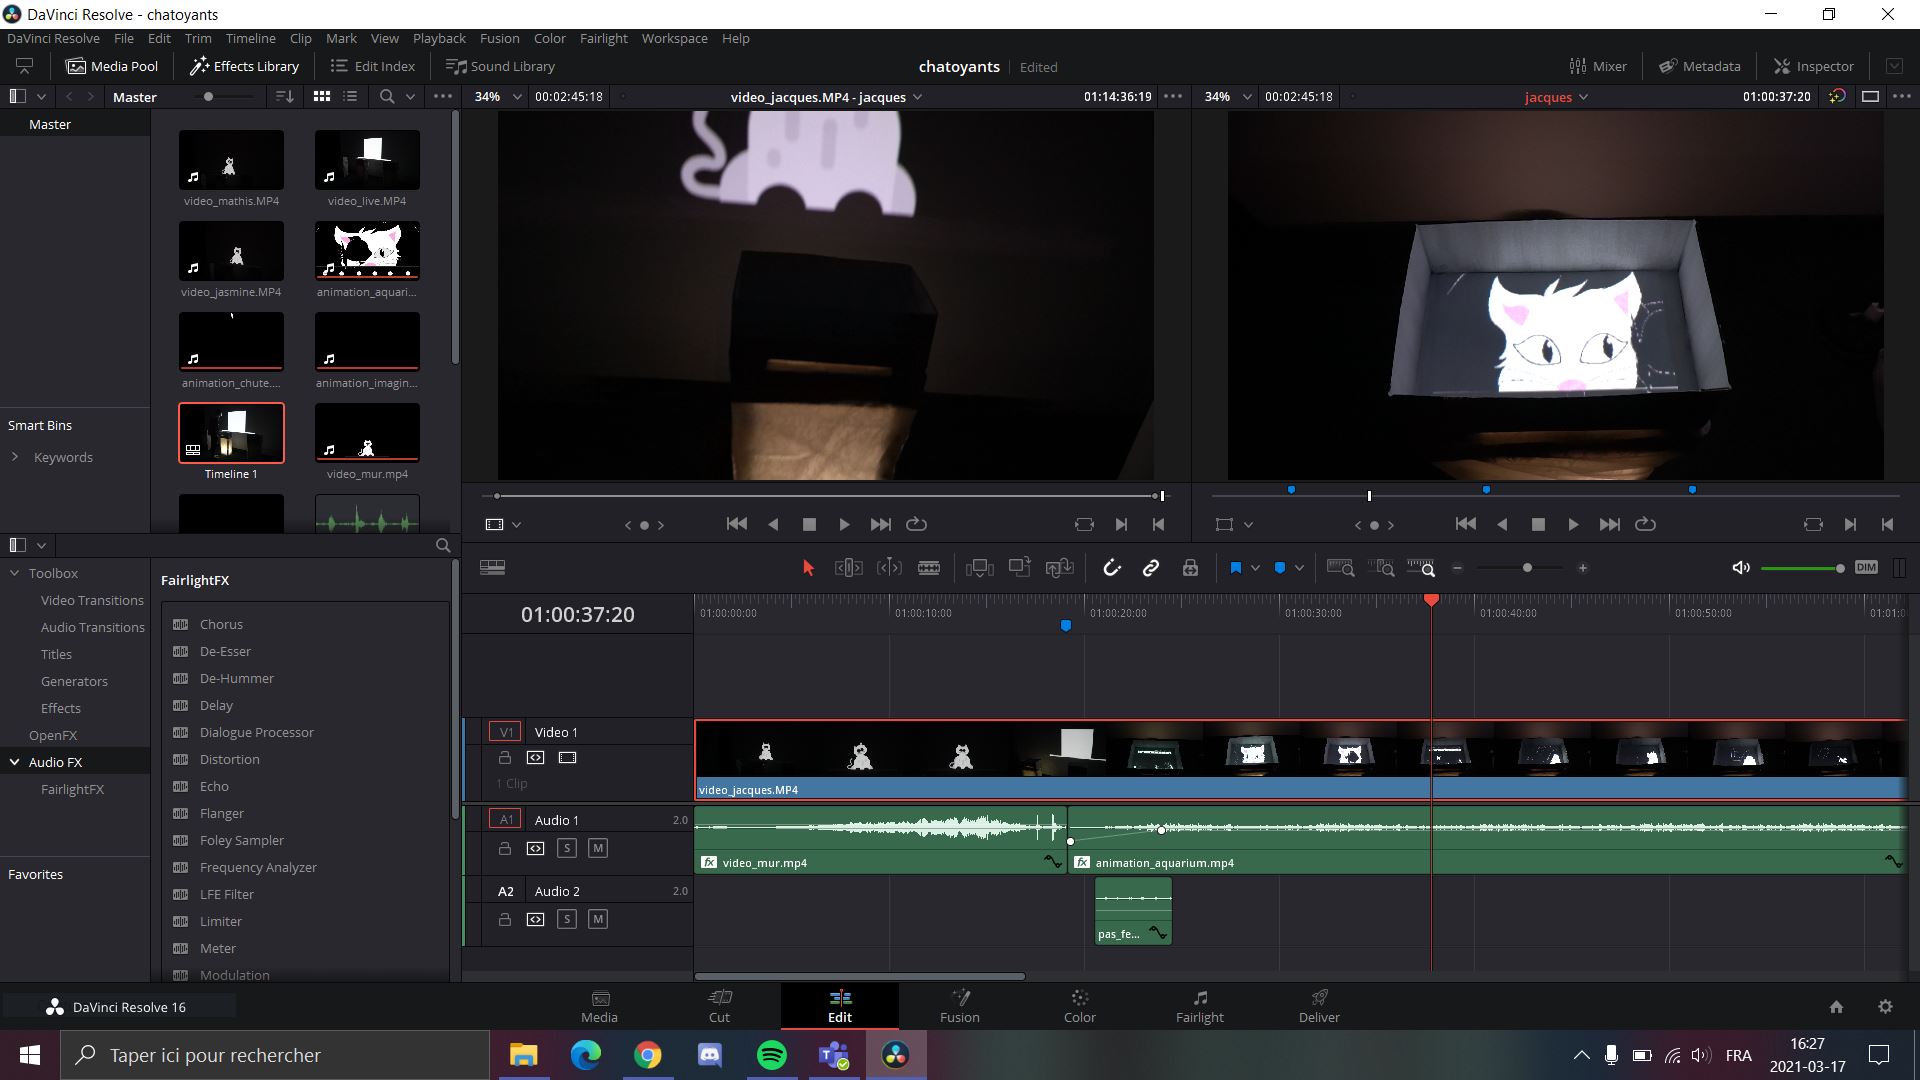 DaVinci Resolve - chatoyants
DaVinci Resolve File Edit Trim Timeline Clip Mark View Playback Fusion Color Fairlight Workspace Help
Media Pool Effects Library Edit Index Sound Library chatoyants Edited Mixer Metadata Inspector
Master 34% 00:02:45:18 video_jacques.MP4 - jacques 01:14:36:19 34% 00:02:45:18 jacques 01:00:37:20
Master
video_mathis.MP4 video_live.MP4
video_jasmine.MP4 animation_aquari...
animation_chute.... animation_imagin...
Smart Bins
Keywords
Timeline 1 video_mur.mp4
Toolbox
Video Transitions
Audio Transitions
Titles
Generators
Effects
OpenFX
Audio FX
FairlightFX
Favorites
FairlightFX
Chorus
De-Esser
De-Hummer
Delay
Dialogue Processor
Distortion
Echo
Flanger
Foley Sampler
Frequency Analyzer
LFE Filter
Limiter
Meter
Modulation
DIM
01:00:37:20 01:00:00:00 01:00:10:00 01:00:20:00 01:00:30:00 01:00:40:00 01:00:50:00 01:01:0
V1 Video 1
1 Clip
video_jacques.MP4
A1 Audio 1 2.0
S M
fx video_mur.mp4 fx animation_aquarium.mp4
A2 Audio 2 2.0
S M
pas_fe...
DaVinci Resolve 16
Media Cut Edit Fusion Color Fairlight Deliver
Taper ici pour rechercher
FRA
16:27
2021-03-17